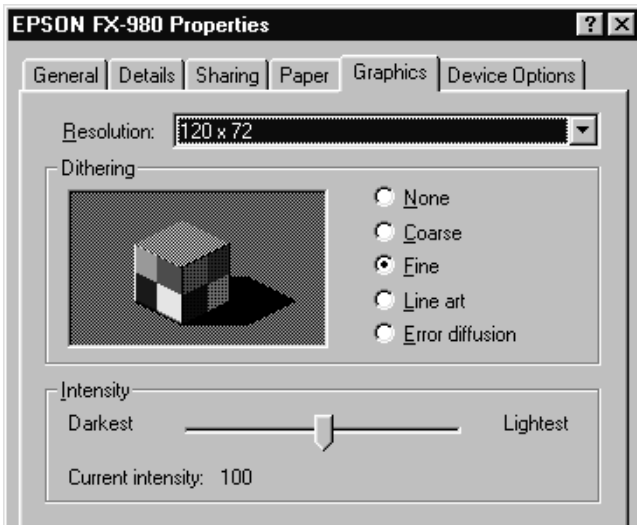 EPSON FX-980 Properties
General Details Sharing Paper Graphics Device Options
Resolution: 120 x 72
Dithering
None
Coarse
Fine
Line art
Error diffusion
Intensity
Darkest Lightest
Current intensity: 100